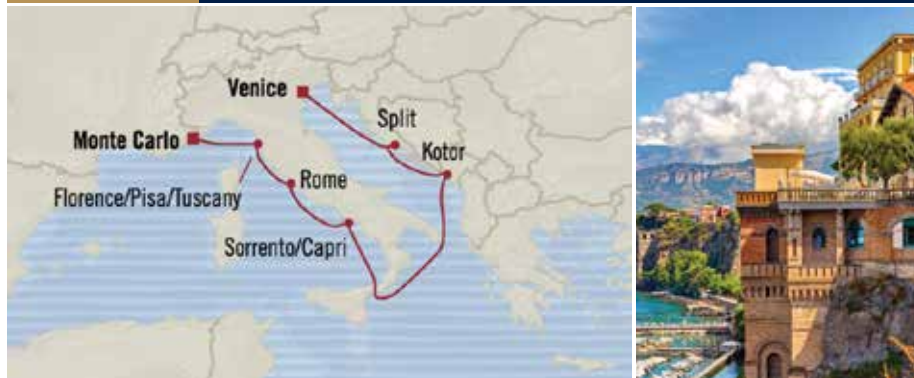 Venice
Split
Monte Carlo
Kotor
Florence/Pisa/Tuscany
Rome
Sorrento/Capri